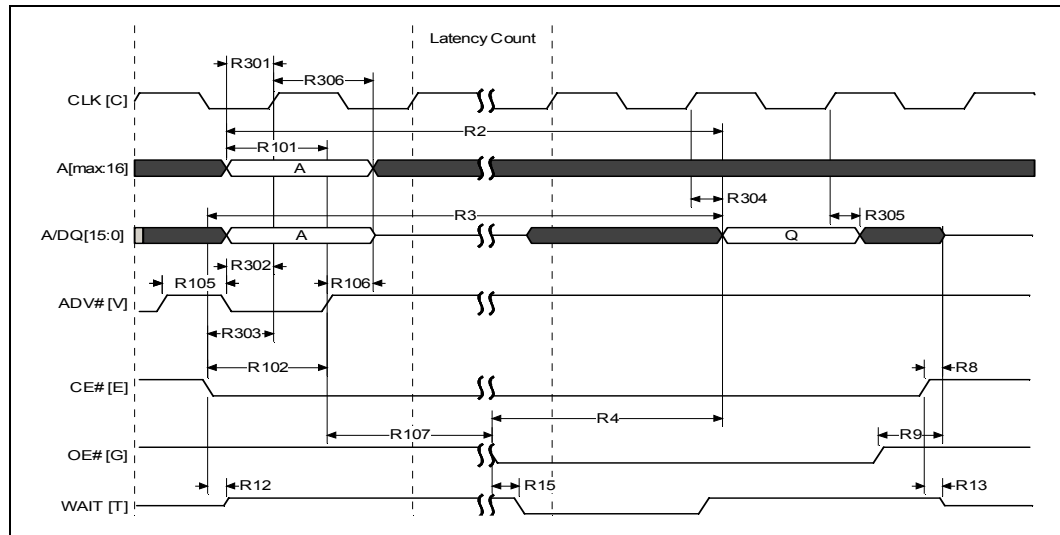 Latency Count
R301
R306
CLK [C]
R2
R101
A[max:16]
A
R304
R3
R305
A/DQ[15:0]
A
Q
R302
R105
R106
ADV# [V]
R303
R102
R8
CE# [E]
R4
R107
R9
OE# [G]
R12
R15
R13
WAIT [T]